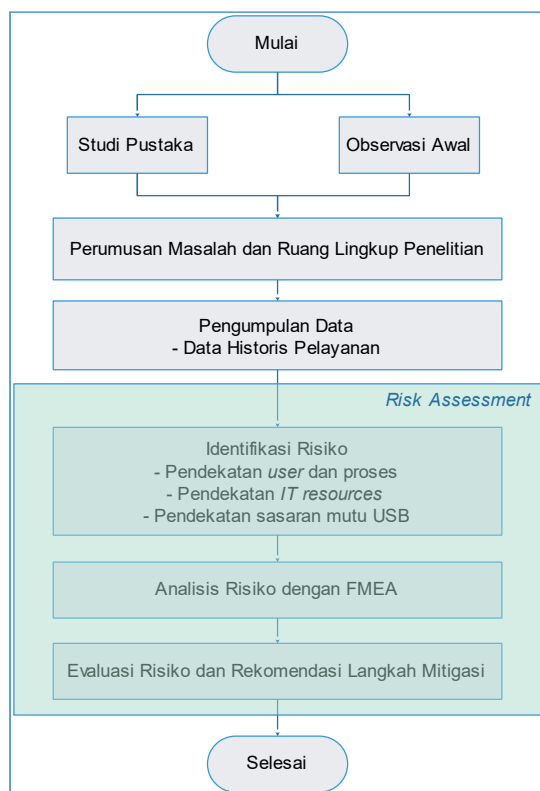 Mulai
Studi Pustaka
Observasi Awal
Perumusan Masalah dan Ruang Lingkup Penelitian
Pengumpulan Data
- Data Historis Pelayanan
Risk Assessment
Identifikasi Risiko
- Pendekatan user dan proses
- Pendekatan IT resources
- Pendekatan sasaran mutu USB
Analisis Risiko dengan FMEA
Evaluasi Risiko dan Rekomendasi Langkah Mitigasi
Selesai